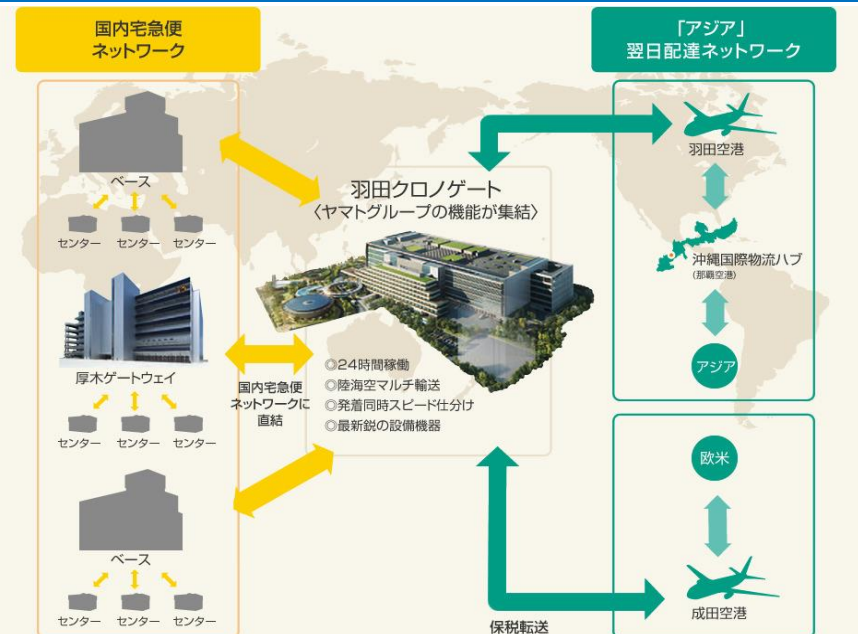 国内宅急便
ネットワーク
「アジア」
翌日配達ネットワーク
ベース
センター
センター
センター
厚木ゲートウェイ
センター
センター
センター
ベース
センター
センター
センター
国内宅急便
ネットワークに
直結
羽田クロノゲート
〈ヤマトグループの機能が集結〉
◎24時間稼働
◎陸海空マルチ輸送
◎発着同時スピード仕分け
◎最新鋭の設備機器
羽田空港
沖縄国際物流ハブ
(那覇空港)
アジア
欧米
成田空港
保税転送